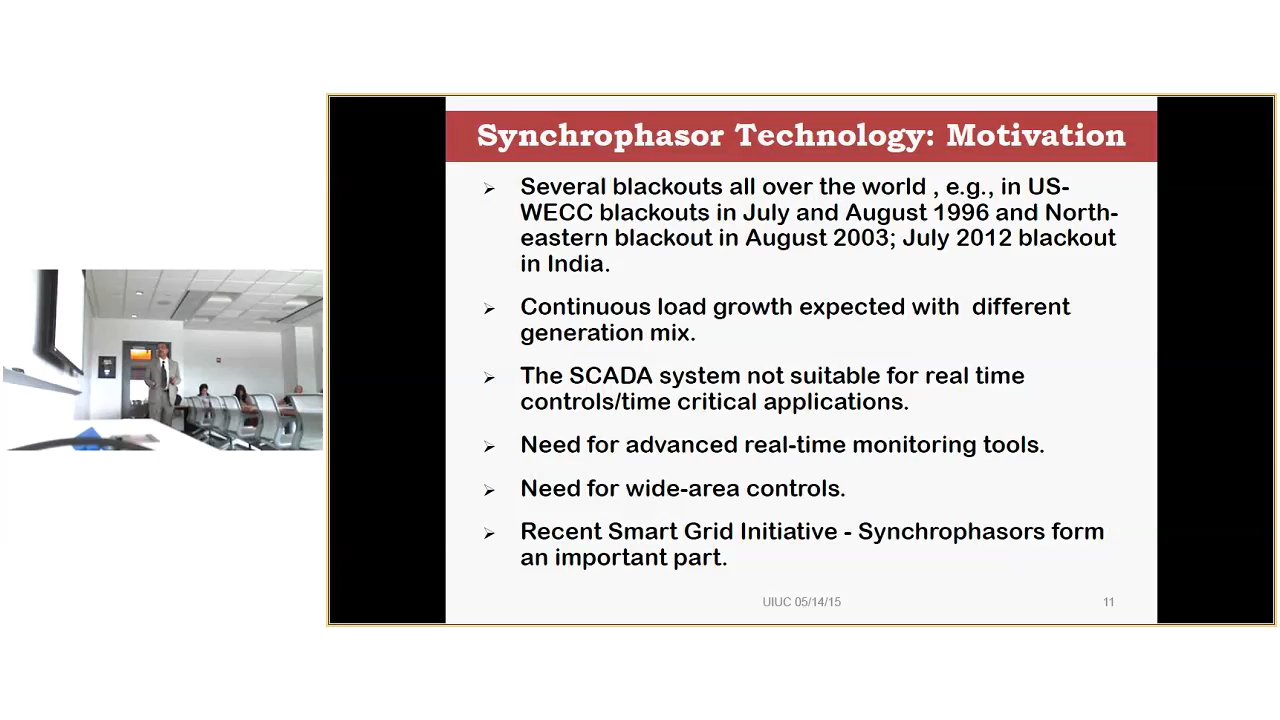 Synchrophasor Technology: Motivation
➢ Several blackouts all over the world , e.g., in US-
WECC blackouts in July and August 1996 and North-
eastern blackout in August 2003; July 2012 blackout
in India.
➢ Continuous load growth expected with  different
generation mix.
➢ The SCADA system not suitable for real time
controls/time critical applications.
➢ Need for advanced real-time monitoring tools.
➢ Need for wide-area controls.
➢ Recent Smart Grid Initiative - Synchrophasors form
an important part.
UIUC 05/14/15
11